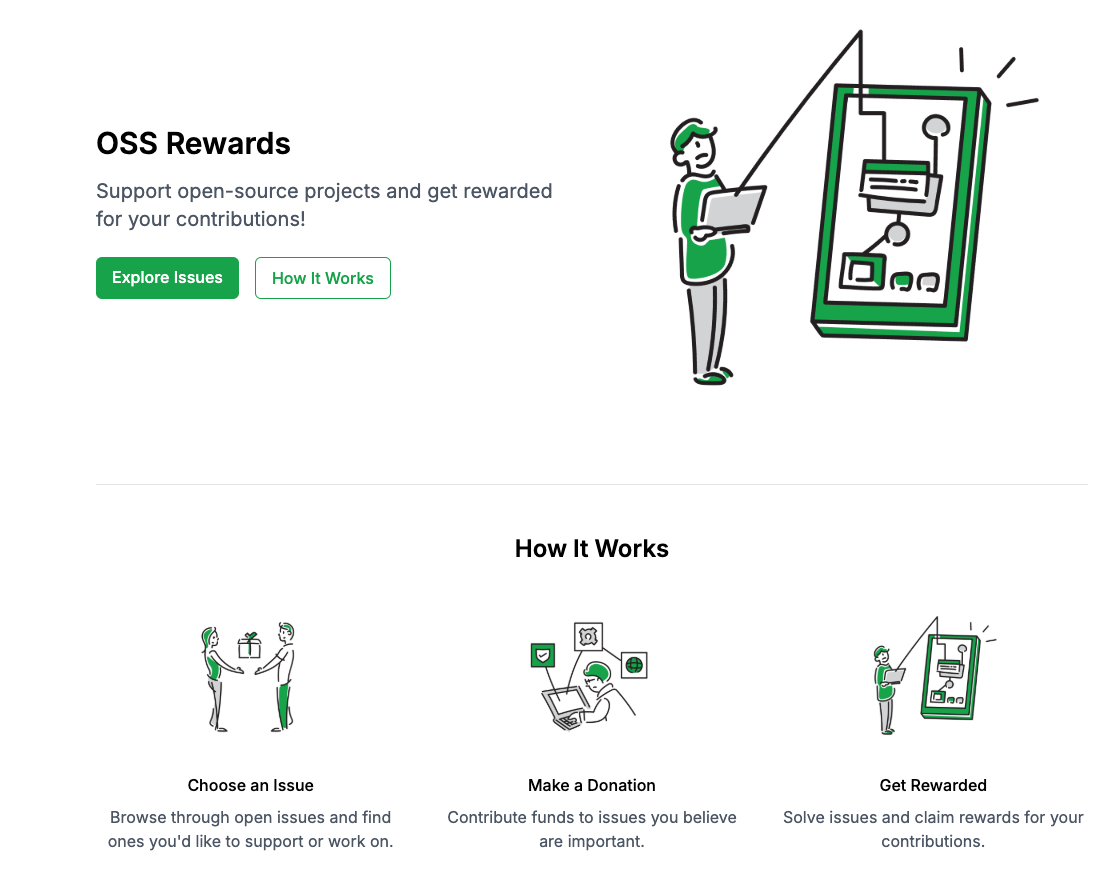 OSS Rewards
Support open-source projects and get rewarded
for your contributions!
Explore Issues
How It Works
How It Works
Choose an Issue
Browse through open issues and find
ones you'd like to support or work on.
Make a Donation
Contribute funds to issues you believe
are important.
Get Rewarded
Solve issues and claim rewards for your
contributions.